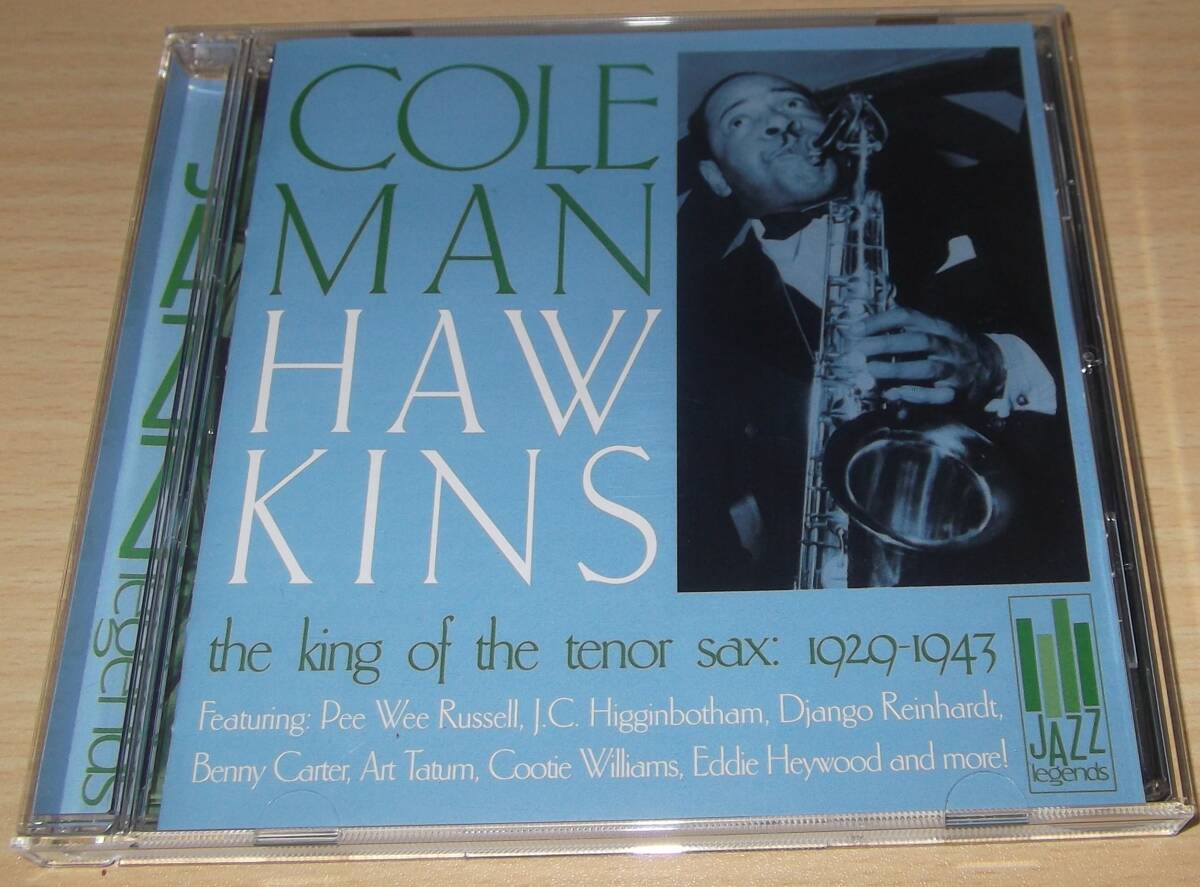 COLE
MAN
HAW
KINS
the king of the tenor sax: 1929-1943
Featuring: Pee Wee Russell, J.C. Higginbotham, Django Reinhardt,
Benny Carter, Art Tatum, Cootie Williams, Eddie Heywood and more!
JAZZ
legends
JAZZ legends